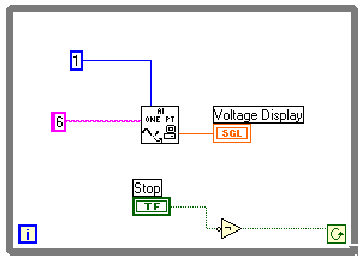 1
AI
ONE PT
6
Voltage Display
SGL
Stop
TF
i